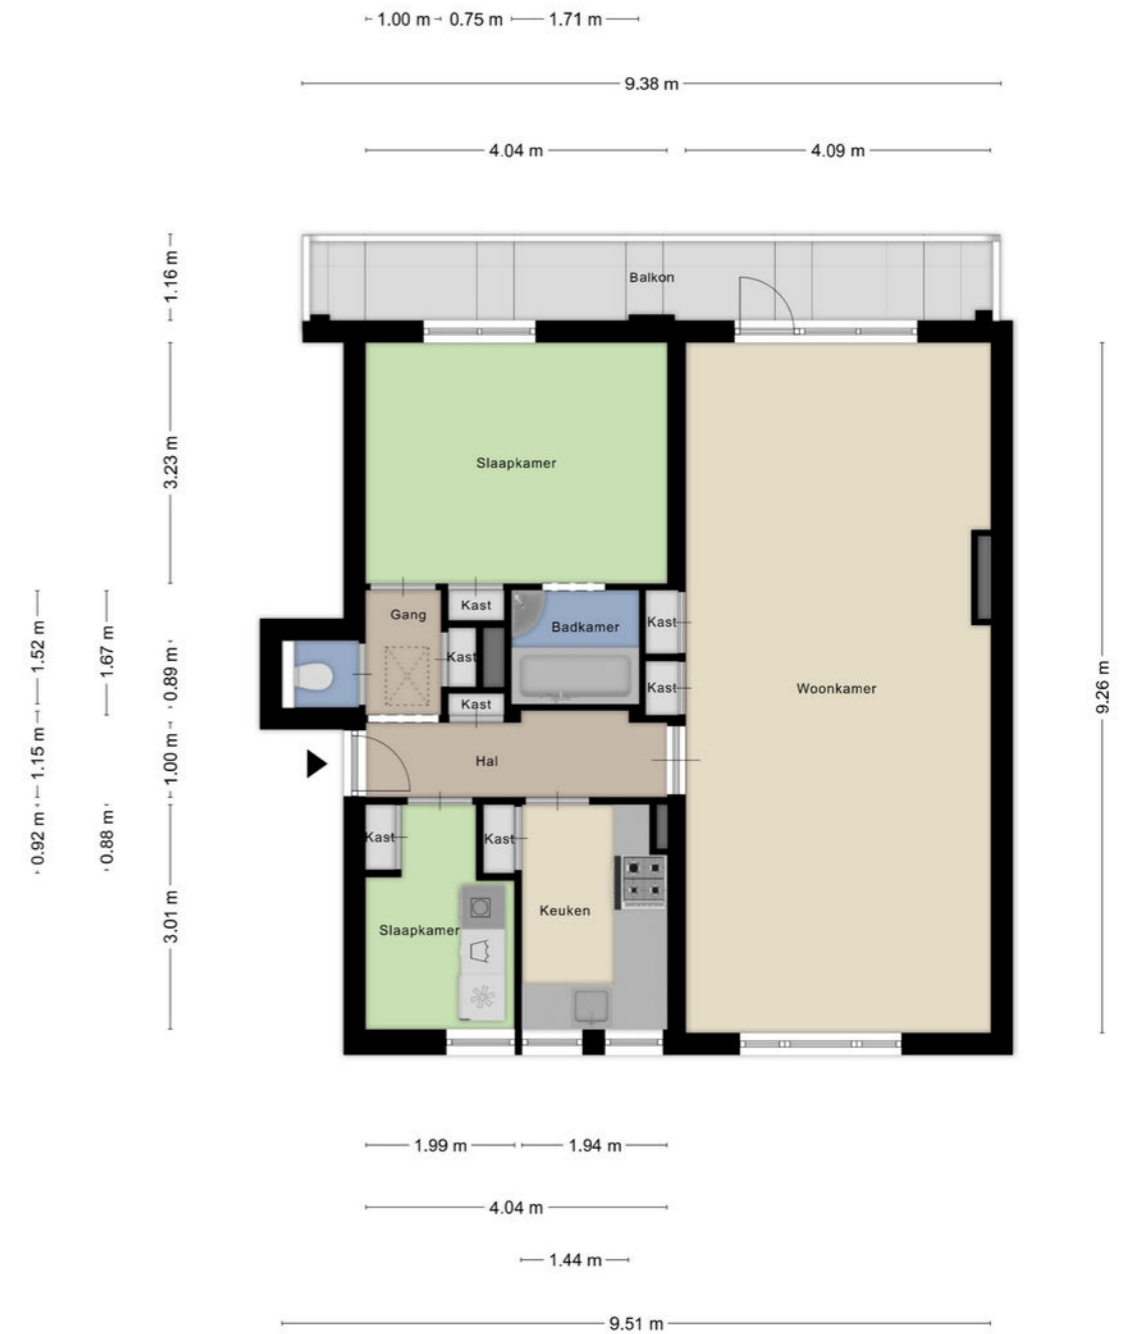 1.00 m 0.75 m 1.71 m
9.38 m
4.04 m 4.09 m
1.16 m
Balkon
3.23 m
Slaapkamer
1.52 m
1.67 m
0.89 m
Gang
Kast
Badkamer
Kast
Kast
Kast
Kast
Woonkamer
9.26 m
1.15 m
1.00 m
Hal
0.92 m
0.88 m
Kast
Kast
3.01 m
Slaapkamer
Keuken
1.99 m 1.94 m
4.04 m
1.44 m
9.51 m